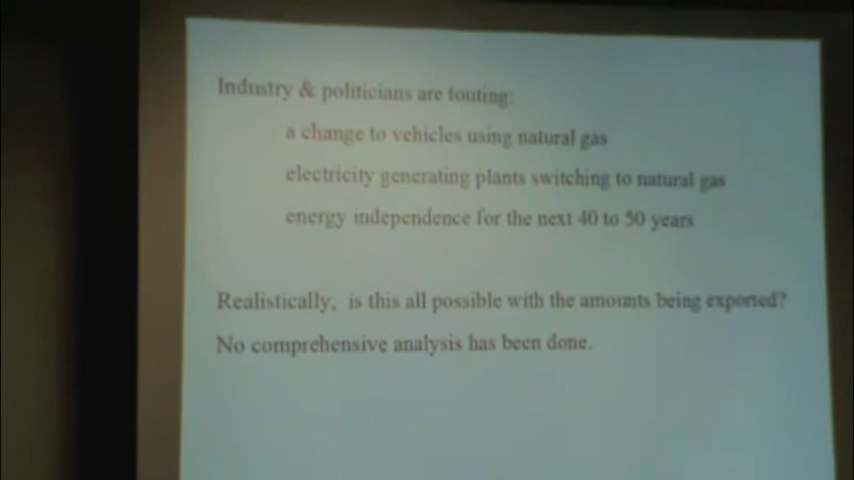 Industry & politicians are touting:
a change to vehicles using natural gas
electricity generating plants switching to natural gas
energy independence for the next 40 to 50 years
Realistically, is this all possible with the amounts being exported?
No comprehensive analysis has been done.